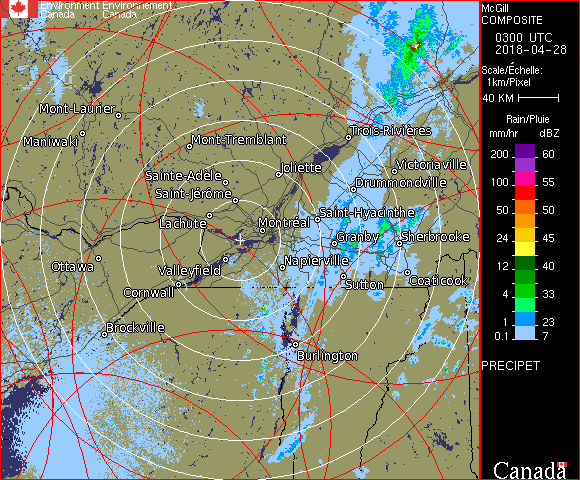 Environment Environnement
Canada Canada
McGill
COMPOSITE
0300 UTC
2018-04-28
Scale/Échelle:
1km/Pixel
40 KM
Rain/Pluie
mm/hr dBZ
200 60
55
100 55
50 50
24 45
12 40
4 33
2 23
0.1 7
PRECIPET
Canada
Mont-Laurier
Maniwaki
Mont-Tremblant
Trois-Rivières
Sainte-Adèle
Joliette
Victoriaville
Saint-Jérôme
Drummondville
Lachute
Saint-Hyacinthe
Montréal
Granby
Sherbrooke
Ottawa
Valleyfield
Napierville
Cornwall
Sutton
Coaticook
Brockville
Burlington